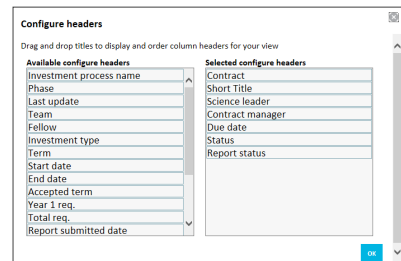 Configure headers
Drag and drop titles to display and order column headers for your view
Available configure headers
Investment process name
Phase
Last update
Team
Fellow
Investment type
Term
Start date
End date
Accepted term
Year 1 req.
Total req.
Report submitted date
Selected configure headers
Contract
Short Title
Science leader
Contract manager
Due date
Status
Report status
OK